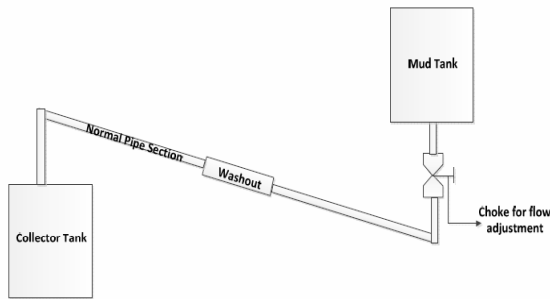 Mud Tank
Normal Pipe Section
Washout
Collector Tank
Choke for flow
adjustment